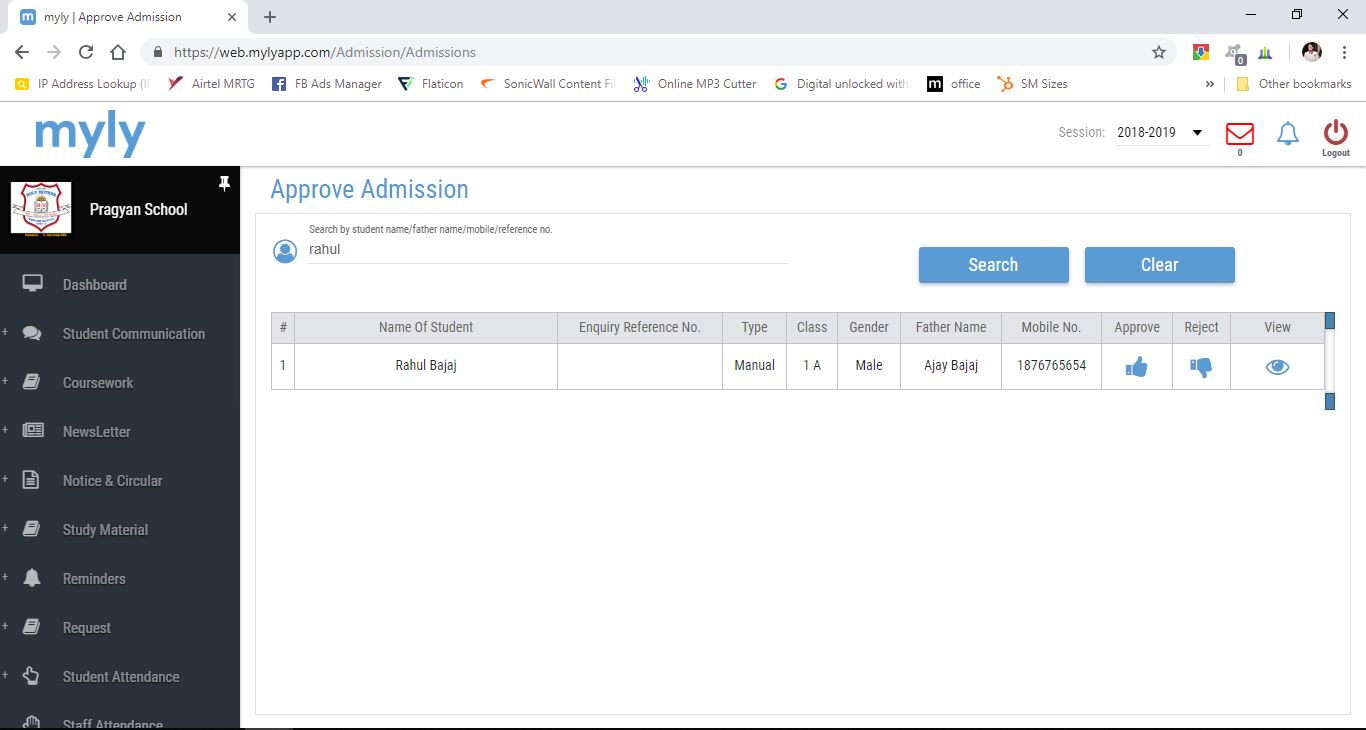 myly | Approve Admission
https://web.mylyapp.com/Admission/Admissions
0
IP Address Lookup (I
Airtel MRTG
FB Ads Manager
Flaticon
SonicWall Content Fil
Online MP3 Cutter
Digital unlocked with
m office
SM Sizes
»
Other bookmarks
myly
Session: 2018-2019
0
Logout
Pragyan School
Dashboard
+ Student Communication
+ Coursework
+ NewsLetter
+ Notice & Circular
+ Study Material
+ Reminders
+ Request
+ Student Attendance
Staff Attendance
Approve Admission
Search by student name/father name/mobile/reference no.
rahul
Search
Clear
# Name Of Student Enquiry Reference No. Type Class Gender Father Name Mobile No. Approve Reject View
1 Rahul Bajaj Manual 1 A Male Ajay Bajaj 1876765654